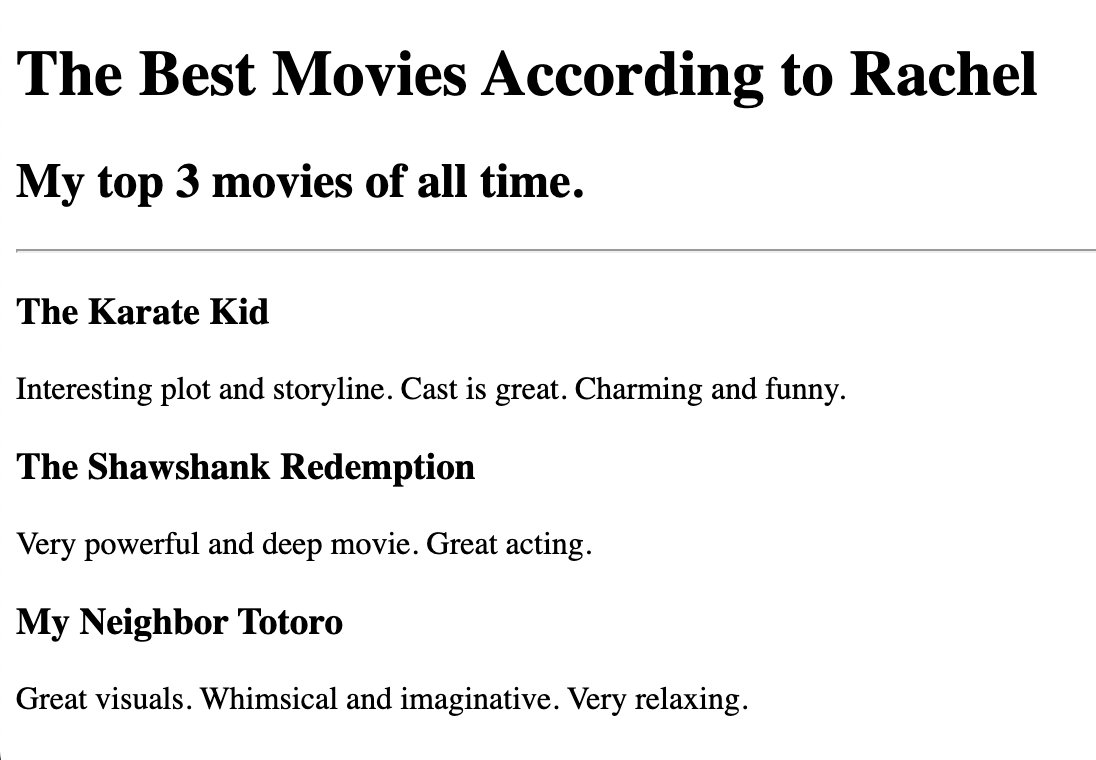 The Best Movies According to Rachel
My top 3 movies of all time.
The Karate Kid
Interesting plot and storyline. Cast is great. Charming and funny.
The Shawshank Redemption
Very powerful and deep movie. Great acting.
My Neighbor Totoro
Great visuals. Whimsical and imaginative. Very relaxing.